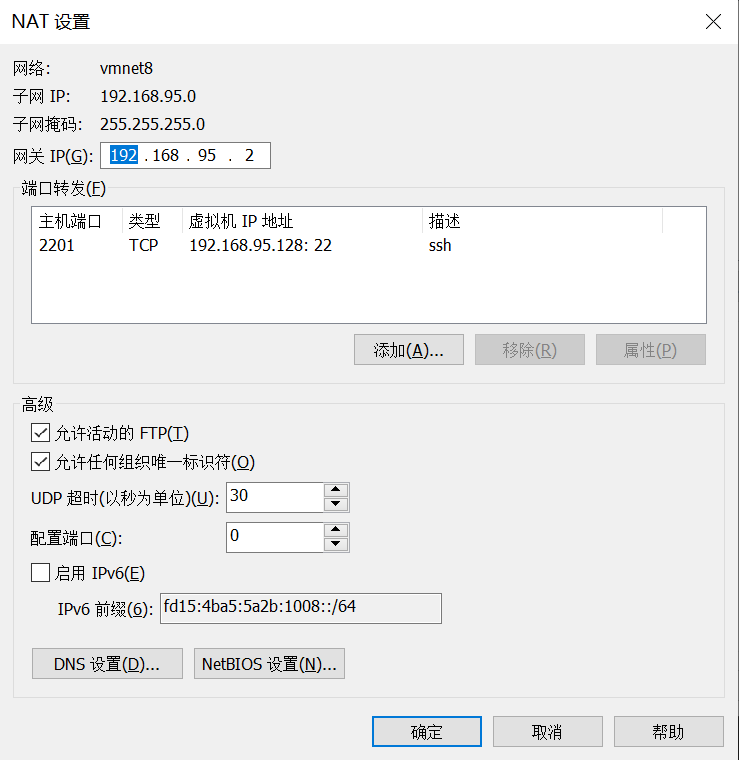 NAT 设置
网络: vmnet8
子网 IP: 192.168.95.0
子网掩码: 255.255.255.0
网关 IP(G): 192 . 168 . 95 . 2
端口转发(F)
主机端口 类型 虚拟机 IP 地址 描述
2201 TCP 192.168.95.128: 22 ssh
添加(A)... 移除(R) 属性(P)
高级
允许活动的 FTP(T)
允许任何组织唯一标识符(O)
UDP 超时(以秒为单位)(U): 30
配置端口(C): 0
启用 IPv6(E)
IPv6 前缀(6): fd15:4ba5:5a2b:1008::/64
DNS 设置(D)... NetBIOS 设置(N)...
确定 取消 帮助